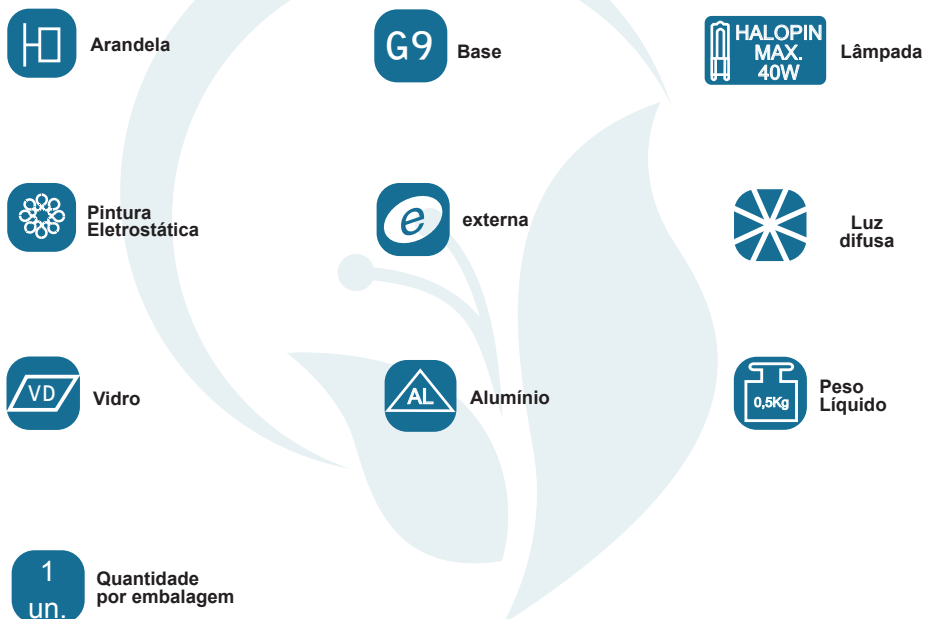 Arandela
G9
Base
HALOPIN
MAX.
40W
Lâmpada
Pintura
Eletrostática
e
externa
Luz
difusa
VD
Vidro
AL
Alumínio
0,5Kg
Peso
Líquido
1
un.
Quantidade
por embalagem